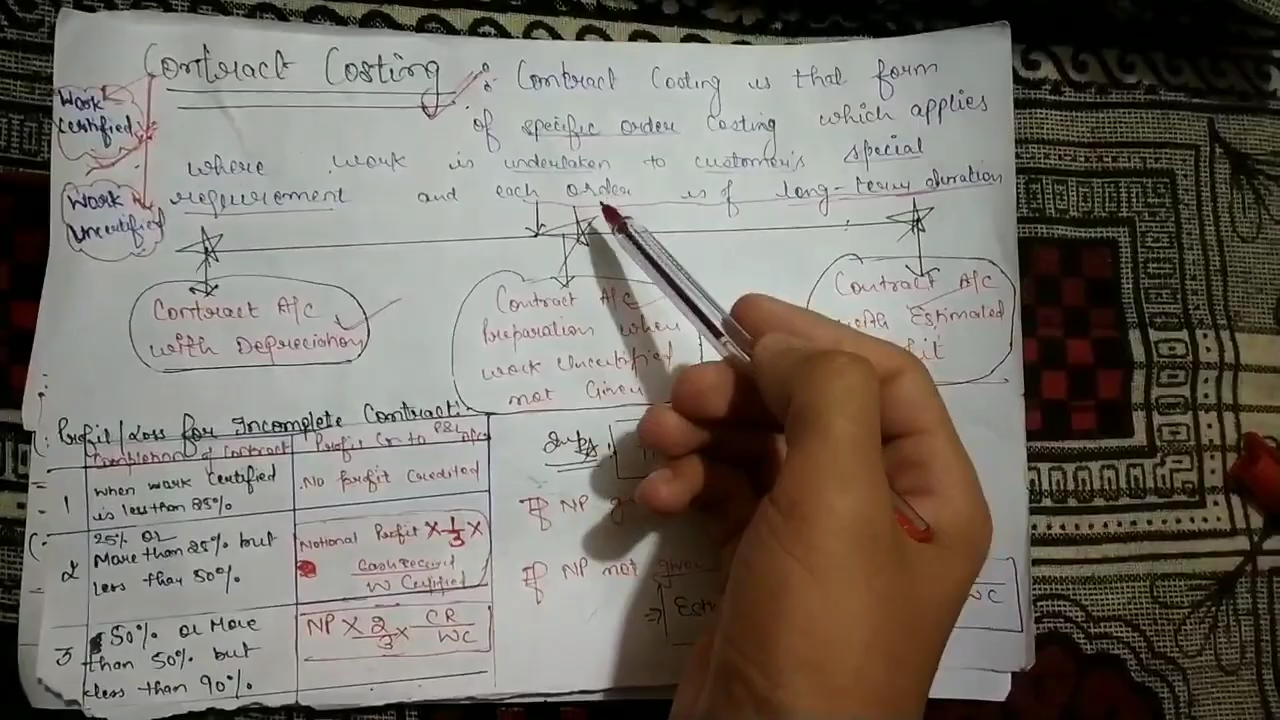 Contract Costing :
Contract Costing is that form
of specific order costing which applies
where work is undertaken to customer's special
requirement and each order is of long-term duration
Work
Certified
Work
Uncertified
Contract A/C
with Depreciation
Contract A/C
Preparation when
work Uncertified
not Given
Contract A/C
with Estimated
Profit/Loss for Incomplete Contract:
Completion of Contract
Profit Cr to P&L A/c
1
when work Certified
is less than 25%
No Profit Credited
2
25% or
More than 25% but
less than 50%
Notional Profit X 1/3 X
Cash Received
W Certified
3
50% or More
than 50% but
less than 90%
NP X 2/3 X CR
WC
If NP
If NP not given
WC